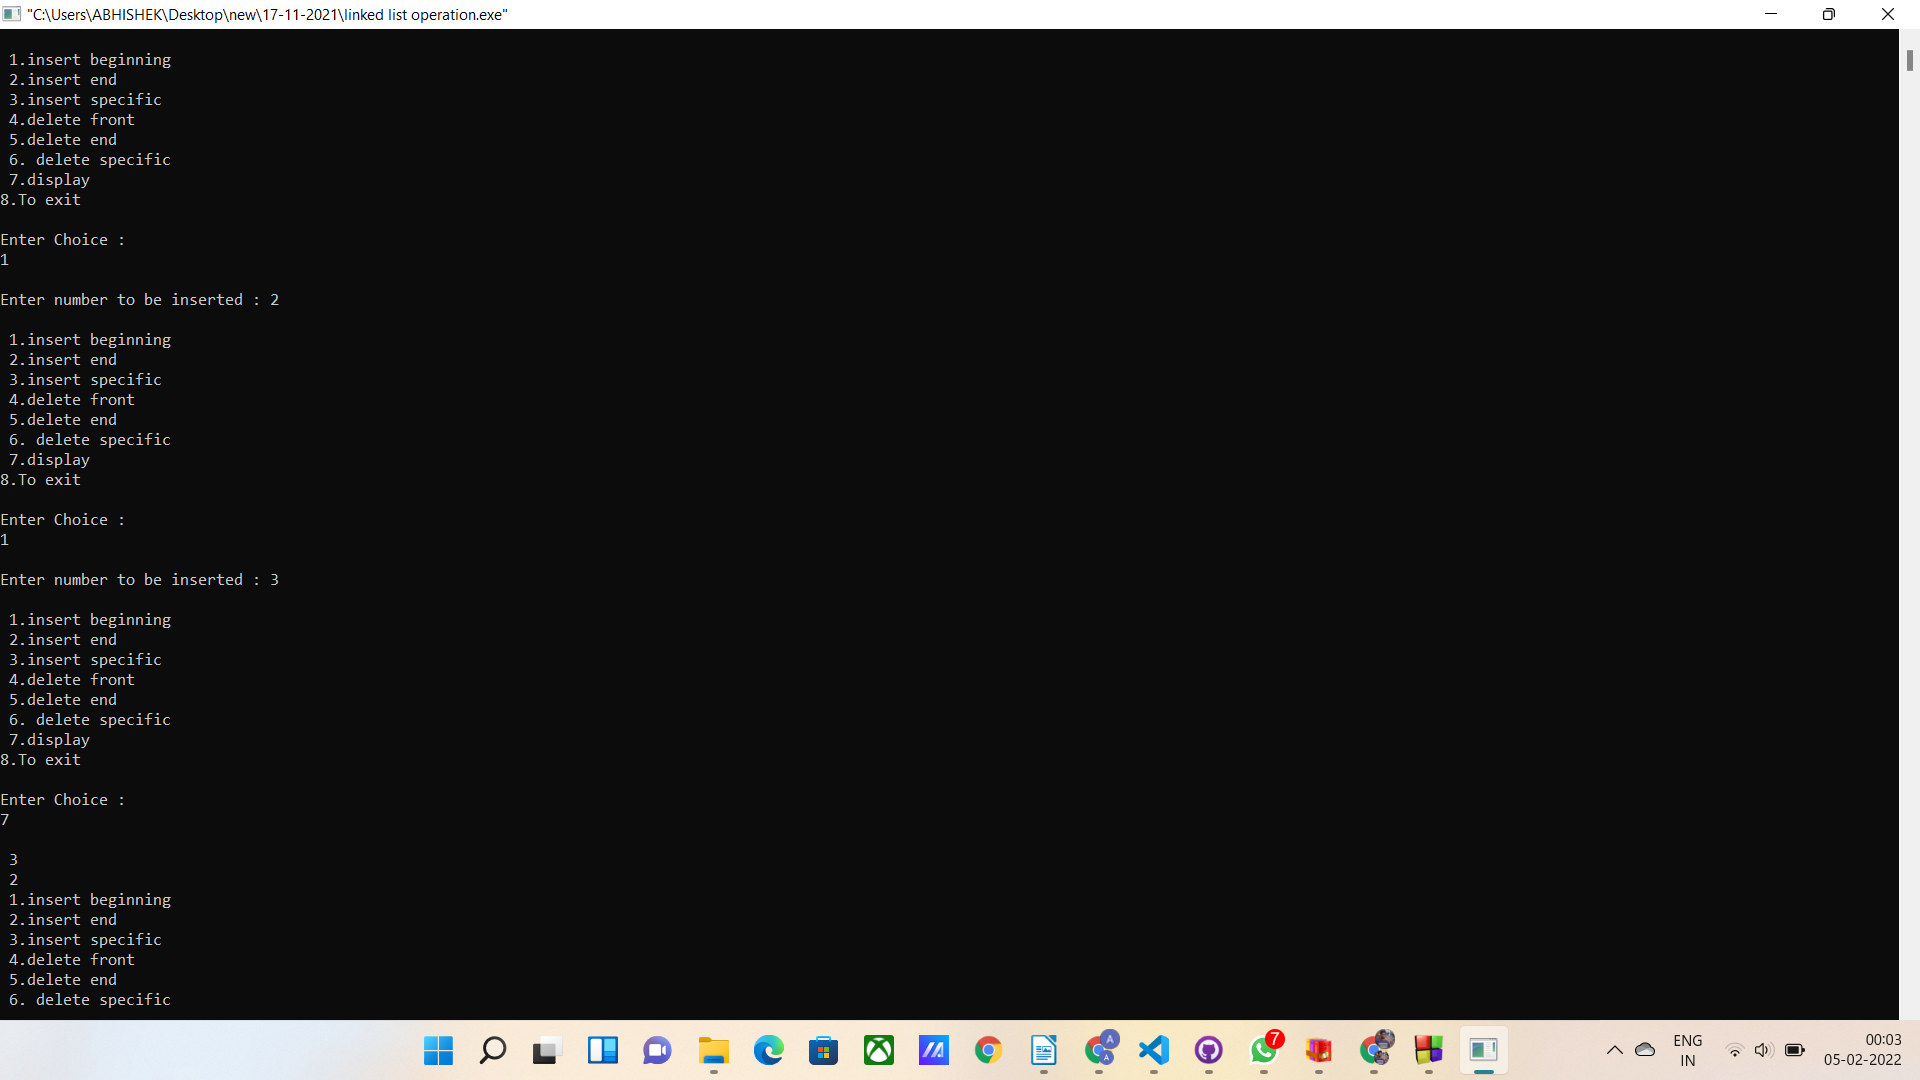 "C:\Users\ABHISHEK\Desktop\new\17-11-2021\linked list operation.exe"
1.insert beginning
2.insert end
3.insert specific
4.delete front
5.delete end
6. delete specific
7.display
8.To exit
Enter Choice :
1
Enter number to be inserted : 2
1.insert beginning
2.insert end
3.insert specific
4.delete front
5.delete end
6. delete specific
7.display
8.To exit
Enter Choice :
1
Enter number to be inserted : 3
1.insert beginning
2.insert end
3.insert specific
4.delete front
5.delete end
6. delete specific
7.display
8.To exit
Enter Choice :
7
3
2
1.insert beginning
2.insert end
3.insert specific
4.delete front
5.delete end
6. delete specific
A
A
7
ENG
IN
00:03
05-02-2022